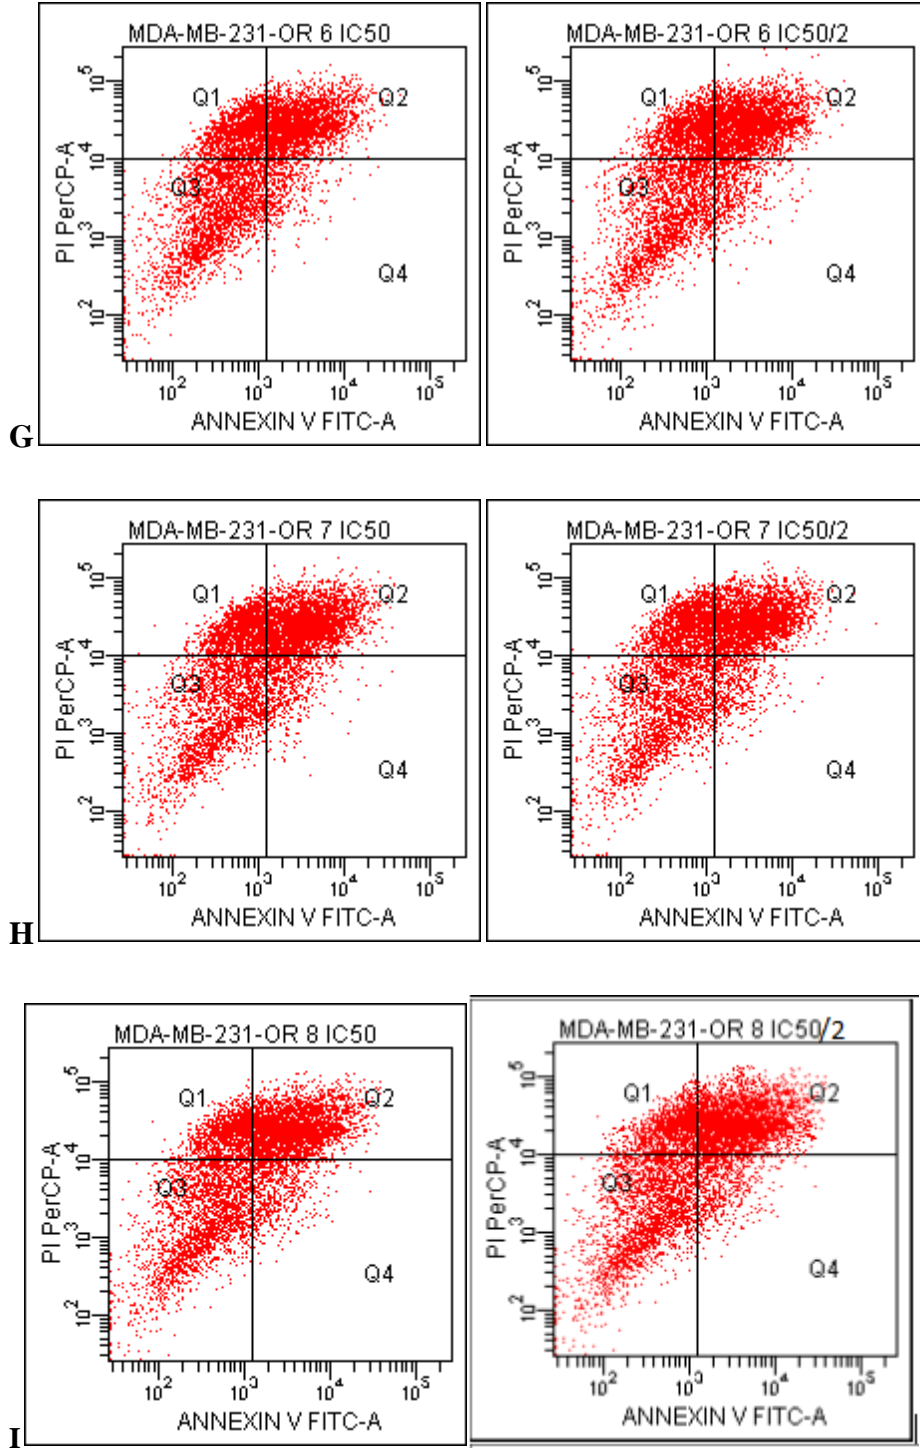 MDA-MB-231-OR 6 IC50
PI PerCP-A
10^5
10^4
10^3
10^2
Q1
Q2
Q3
Q4
10^2 10^3 10^4 10^5
ANNEXIN V FITC-A
G
MDA-MB-231-OR 6 IC50/2
PI PerCP-A
10^5
10^4
10^3
10^2
Q1
Q2
Q3
Q4
10^2 10^3 10^4 10^5
ANNEXIN V FITC-A
MDA-MB-231-OR 7 IC50
PI PerCP-A
10^5
10^4
10^3
10^2
Q1
Q2
Q3
Q4
10^2 10^3 10^4 10^5
ANNEXIN V FITC-A
H
MDA-MB-231-OR 7 IC50/2
PI PerCP-A
10^5
10^4
10^3
10^2
Q1
Q2
Q3
Q4
10^2 10^3 10^4 10^5
ANNEXIN V FITC-A
MDA-MB-231-OR 8 IC50
PI PerCP-A
10^5
10^4
10^3
10^2
Q1
Q2
Q3
Q4
10^2 10^3 10^4 10^5
ANNEXIN V FITC-A
I
MDA-MB-231-OR 8 IC50/2
PI PerCP-A
10^5
10^4
10^3
10^2
Q1
Q2
Q3
Q4
10^2 10^3 10^4 10^5
ANNEXIN V FITC-A